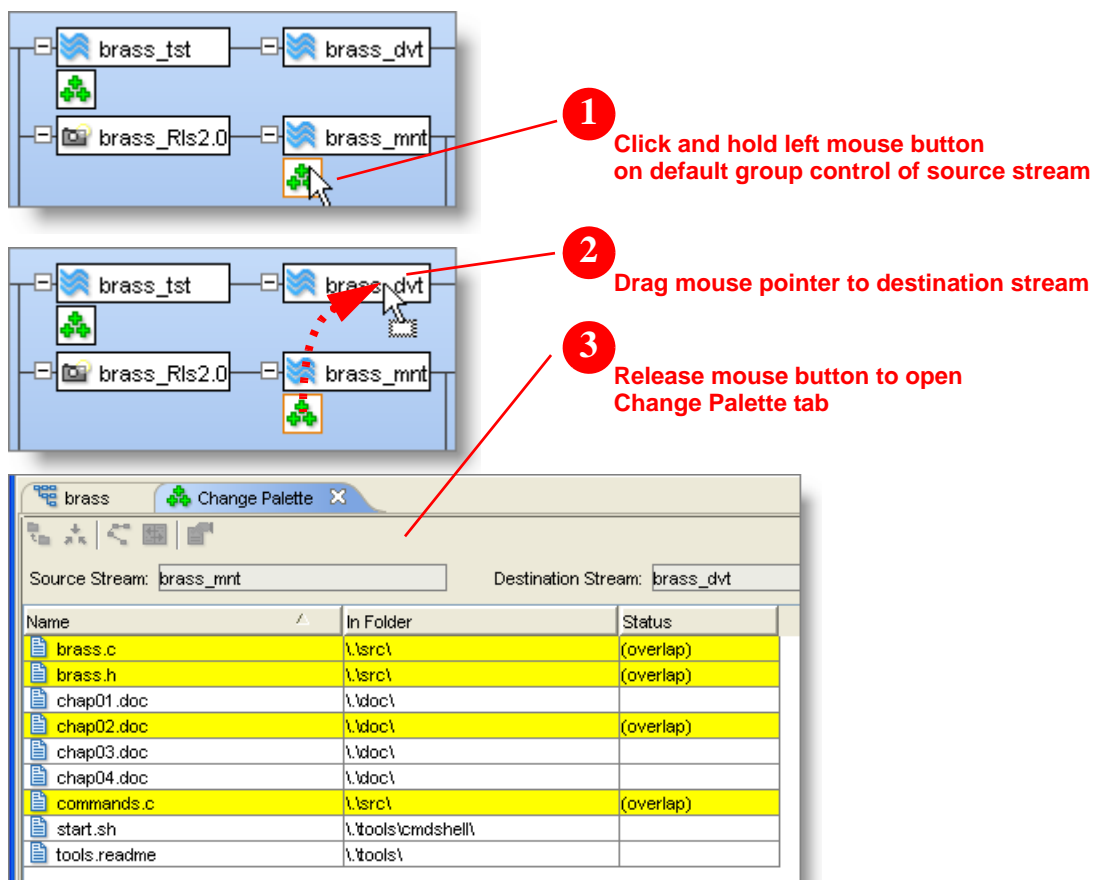 brass_tst
brass_dvt
brass_Rls2.0
brass_mnt
1
Click and hold left mouse button
on default group control of source stream
brass_tst
brass_dvt
brass_Rls2.0
brass_mnt
2
Drag mouse pointer to destination stream
3
Release mouse button to open
Change Palette tab
brass
Change Palette
Source Stream: brass_mnt
Destination Stream: brass_dvt
Name In Folder Status
brass.c \.\src\ (overlap)
brass.h \.\src\ (overlap)
chap01.doc \.\doc\
chap02.doc \.\doc\ (overlap)
chap03.doc \.\doc\
chap04.doc \.\doc\
commands.c \.\src\ (overlap)
start.sh \.\tools\cmdshell\
tools.readme \.\tools\